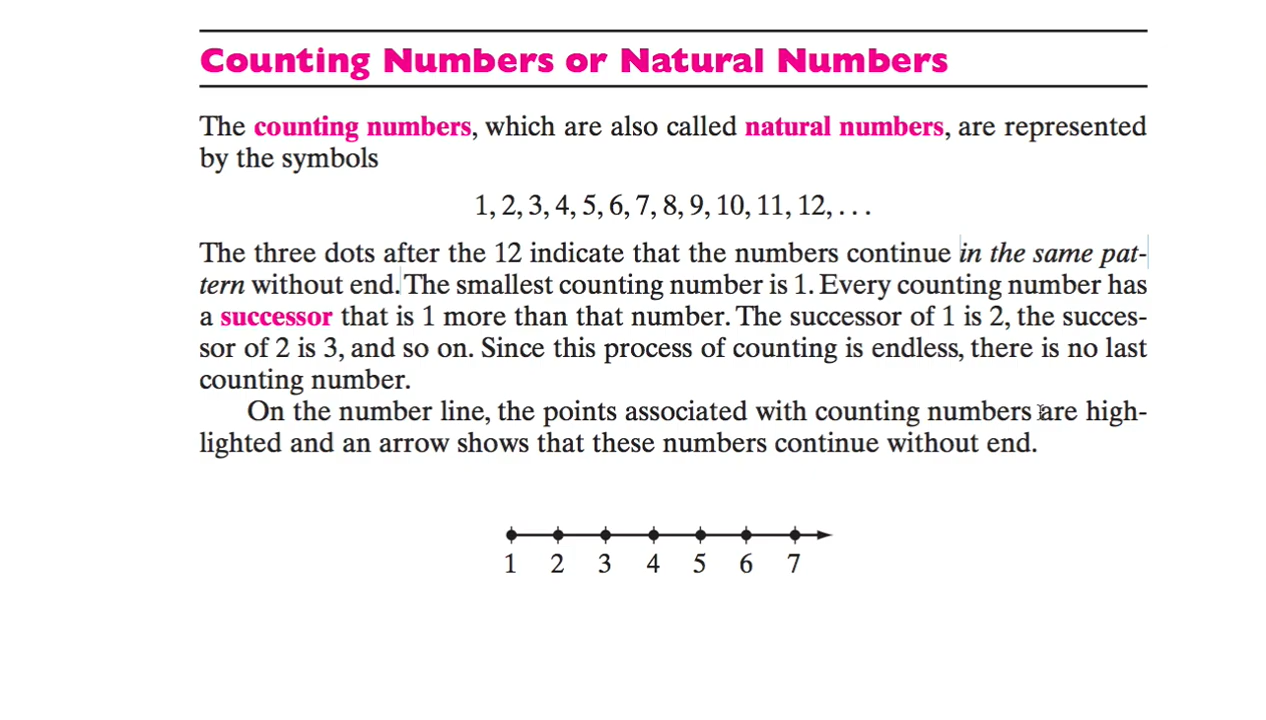 Counting Numbers or Natural Numbers
The counting numbers, which are also called natural numbers, are represented
by the symbols
1, 2, 3, 4, 5, 6, 7, 8, 9, 10, 11, 12, . . .
The three dots after the 12 indicate that the numbers continue in the same pat-
tern without end. The smallest counting number is 1. Every counting number has
a successor that is 1 more than that number. The successor of 1 is 2, the succes-
sor of 2 is 3, and so on. Since this process of counting is endless, there is no last
counting number.
On the number line, the points associated with counting numbers are high-
lighted and an arrow shows that these numbers continue without end.
1 2 3 4 5 6 7